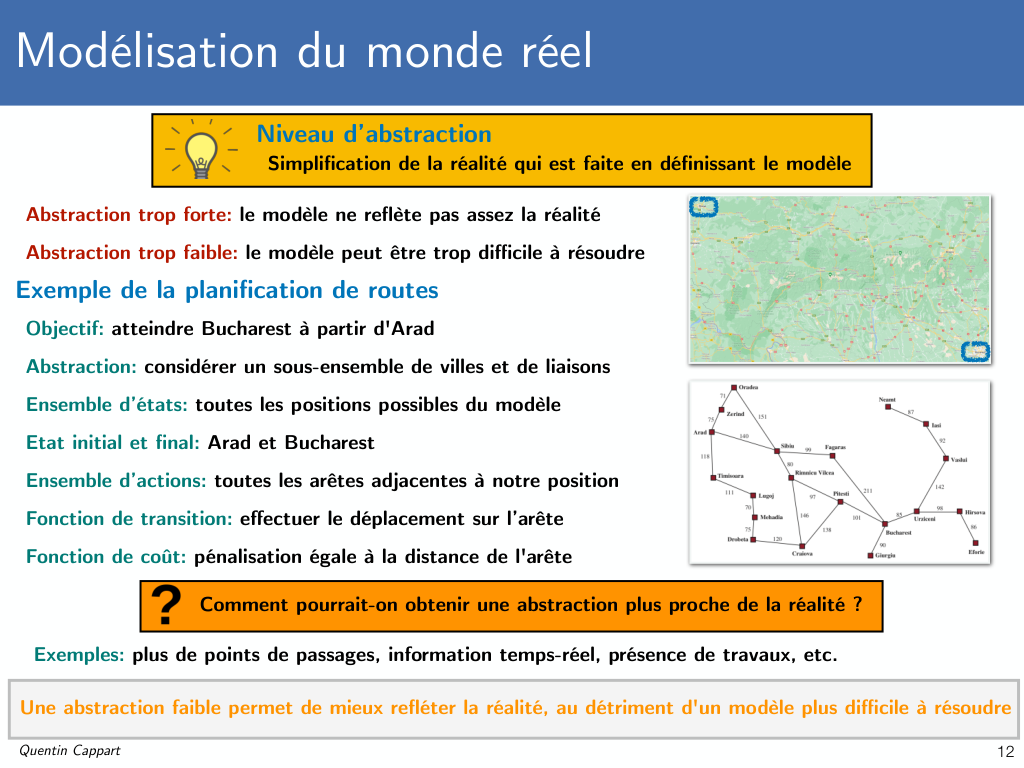 Modélisation du monde réel
Niveau d'abstraction
Simplification de la réalité qui est faite en définissant le modèle
Abstraction trop forte: le modèle ne reflète pas assez la réalité
Abstraction trop faible: le modèle peut être trop difficile à résoudre
Exemple de la planification de routes
Objectif: atteindre Bucharest à partir d'Arad
Abstraction: considérer un sous-ensemble de villes et de liaisons
Ensemble d'états: toutes les positions possibles du modèle
Etat initial et final: Arad et Bucharest
Ensemble d'actions: toutes les arêtes adjacentes à notre position
Fonction de transition: effectuer le déplacement sur l'arête
Fonction de coût: pénalisation égale à la distance de l'arête
Oradea
71
Neamt
Zerind
87
75
151
Iasi
Arad
140
92
Sibiu
Fagaras
99
118
Vaslui
80
Timisoara
Rimnicu Vilcea
111
Lugoj
Pitesti
211
142
97
70
98
Hirsova
Mehadia
146
101
85
Urziceni
75
138
86
Bucharest
Drobeta
120
90
Craiova
Giurgiu
Eforie
? Comment pourrait-on obtenir une abstraction plus proche de la réalité ?
Exemples: plus de points de passages, information temps-réel, présence de travaux, etc.
Une abstraction faible permet de mieux refléter la réalité, au détriment d'un modèle plus difficile à résoudre
Quentin Cappart
12